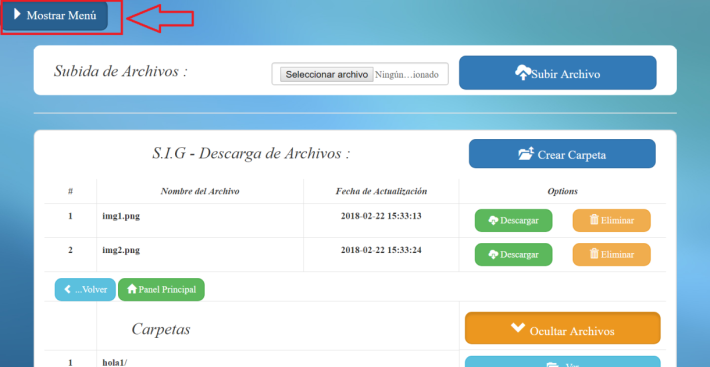 Mostrar Menú
Subida de Archivos :
Seleccionar archivo Ningún…ionado
Subir Archivo
S.I.G - Descarga de Archivos :
Crear Carpeta
# Nombre del Archivo Fecha de Actualización Options
1 img1.png 2018-02-22 15:33:13 Descargar Eliminar
2 img2.png 2018-02-22 15:33:24 Descargar Eliminar
...Volver Panel Principal
Carpetas Ocultar Archivos
1 hola1/ Ver